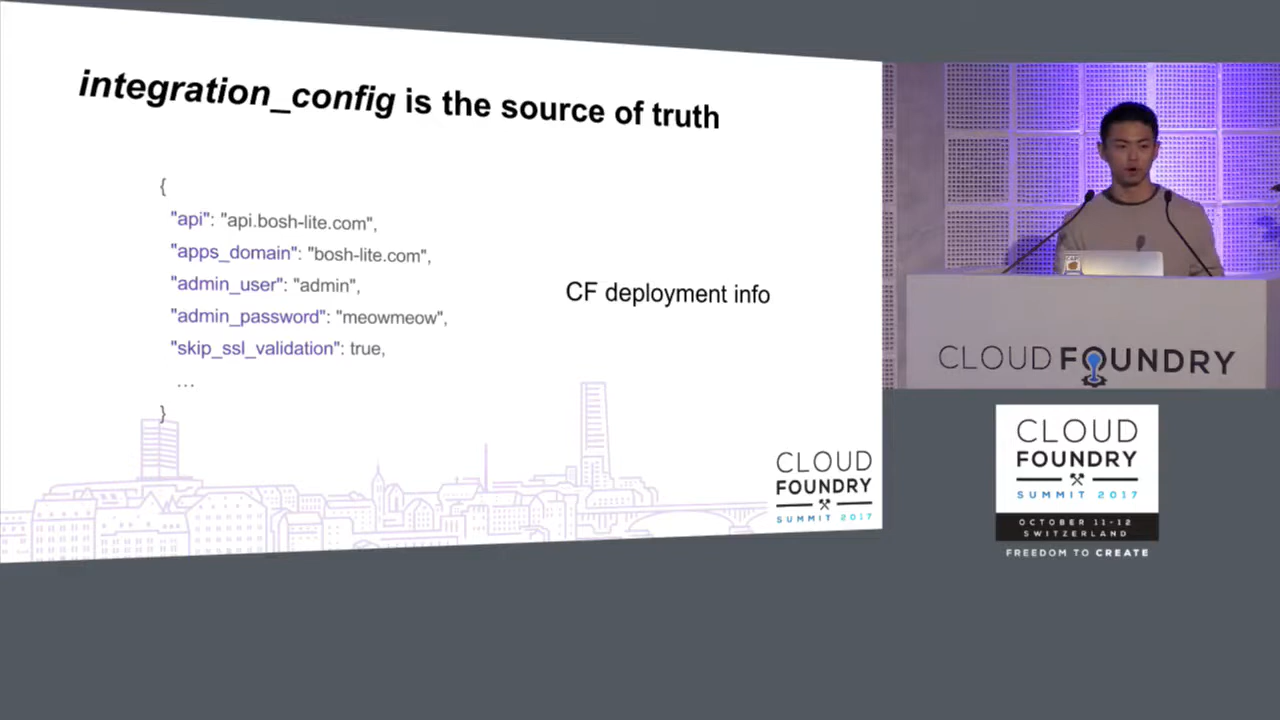 integration_config is the source of truth
{
"api": "api.bosh-lite.com",
"apps_domain": "bosh-lite.com",
"admin_user": "admin",
"admin_password": "meowmeow",
"skip_ssl_validation": true,
...
}
CF deployment info
CLOUD
FOUNDRY
SUMMIT 2017
CLOUD FOUNDRY
CLOUD
FOUNDRY
SUMMIT 2017
OCTOBER 11-12
SWITZERLAND
FREEDOM TO CREATE